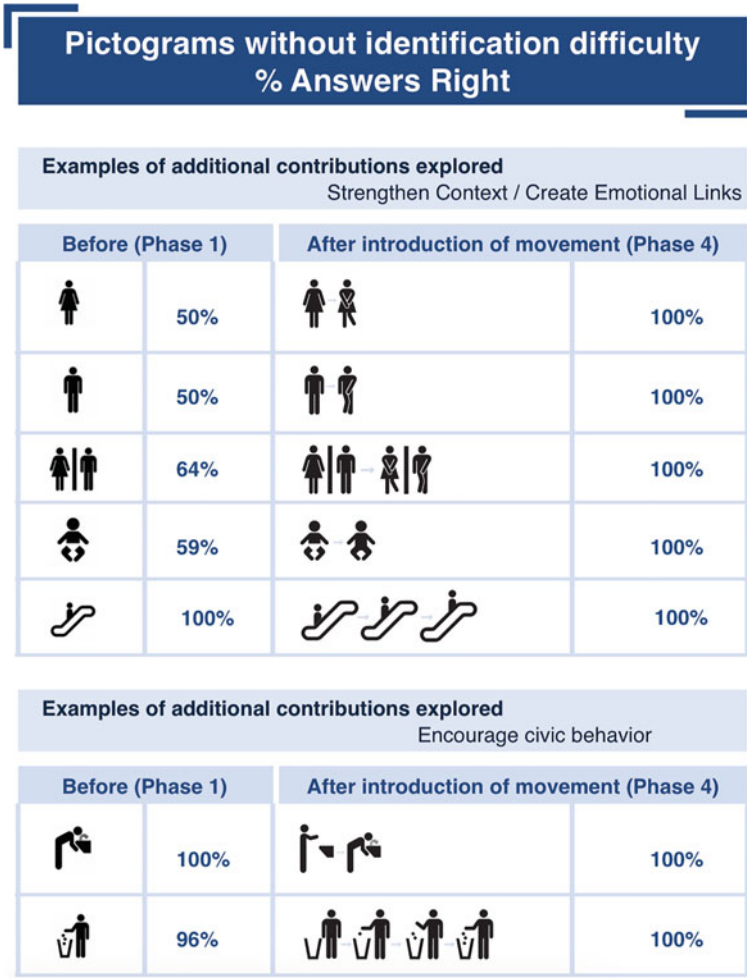 Pictograms without identification difficulty
% Answers Right
Examples of additional contributions explored
Strengthen Context / Create Emotional Links
Before (Phase 1) After introduction of movement (Phase 4)
50% 100%
50% 100%
64% 100%
59% 100%
100% 100%
Examples of additional contributions explored
Encourage civic behavior
Before (Phase 1) After introduction of movement (Phase 4)
100% 100%
96% 100%